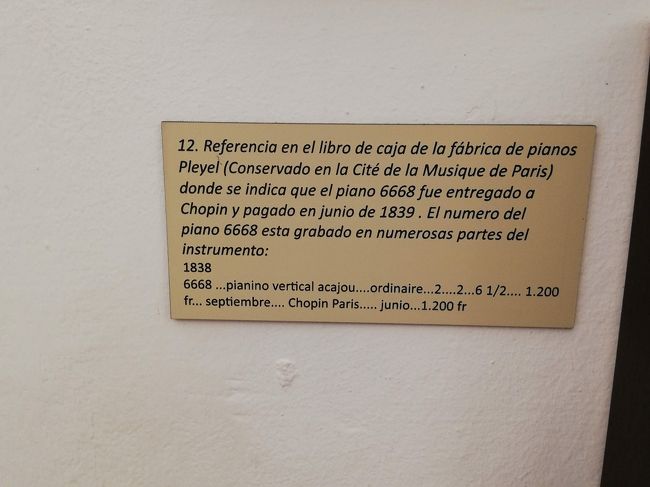 12. Referencia en el libro de caja de la fábrica de pianos
Pleyel (Conservado en la Cité de la Musique de Paris)
donde se indica que el piano 6668 fue entregado a
Chopin y pagado en junio de 1839 . El numero del
piano 6668 esta grabado en numerosas partes del
instrumento:
1838
6668 ...pianino vertical acajou....ordinaire...2....2...6 1/2.... 1.200
fr... septiembre.... Chopin Paris..... junio...1.200 fr